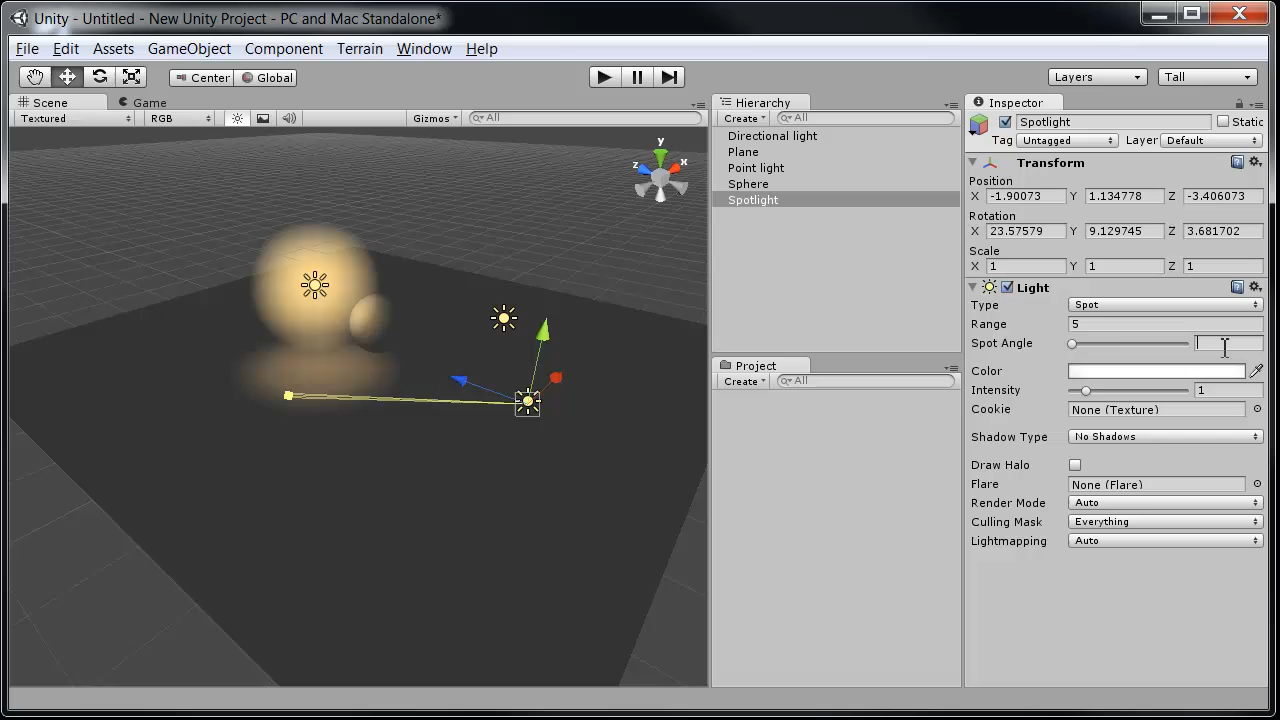 Unity - Untitled - New Unity Project - PC and Mac Standalone*
File Edit Assets GameObject Component Terrain Window Help
Center Global Layers Tall
Scene Game
Textured RGB Gizmos All
y
z x
Hierarchy
Create All
Directional light
Plane
Point light
Sphere
Spotlight
Project
Create All
Inspector
Spotlight Static
Tag Untagged Layer Default
Transform
Position
X -1.90073 Y 1.134778 Z -3.406073
Rotation
X 23.57579 Y 9.129745 Z 3.681702
Scale
X 1 Y 1 Z 1
Light
Type Spot
Range 5
Spot Angle
Color
Intensity 1
Cookie None (Texture)
Shadow Type No Shadows
Draw Halo
Flare None (Flare)
Render Mode Auto
Culling Mask Everything
Lightmapping Auto